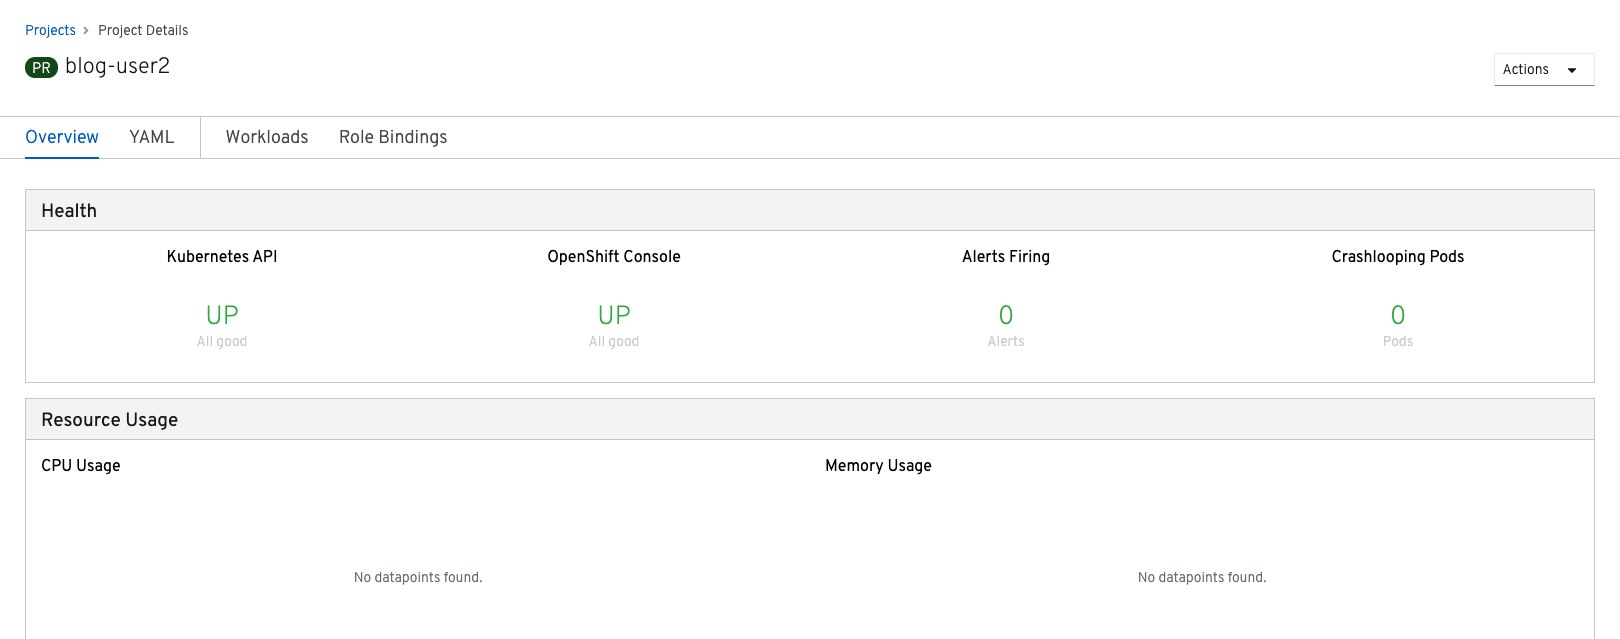 Projects > Project Details
PR blog-user2
Actions
Overview YAML Workloads Role Bindings
Health
Kubernetes API OpenShift Console Alerts Firing Crashlooping Pods
UP UP 0 0
All good All good Alerts Pods
Resource Usage
CPU Usage Memory Usage
No datapoints found. No datapoints found.